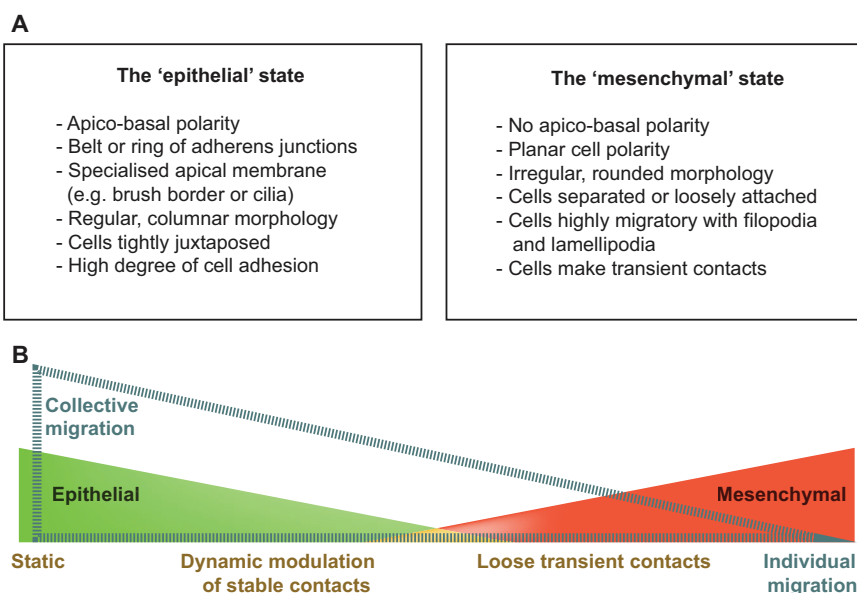 A
The ‘epithelial’ state
- Apico-basal polarity
- Belt or ring of adherens junctions
- Specialised apical membrane
(e.g. brush border or cilia)
- Regular, columnar morphology
- Cells tightly juxtaposed
- High degree of cell adhesion
The ‘mesenchymal’ state
- No apico-basal polarity
- Planar cell polarity
- Irregular, rounded morphology
- Cells separated or loosely attached
- Cells highly migratory with filopodia
and lamellipodia
- Cells make transient contacts
B
Collective
migration
Epithelial
Mesenchymal
Static
Dynamic modulation
of stable contacts
Loose transient contacts
Individual
migration